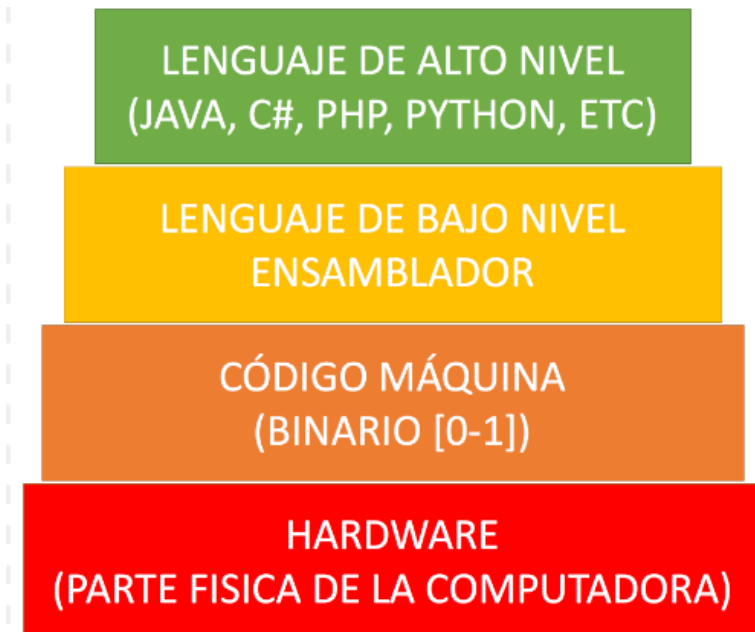 LENGUAJE DE ALTO NIVEL
(JAVA, C#, PHP, PYTHON, ETC)
LENGUAJE DE BAJO NIVEL
ENSAMBLADOR
CÓDIGO MÁQUINA
(BINARIO [0-1])
HARDWARE
(PARTE FISICA DE LA COMPUTADORA)